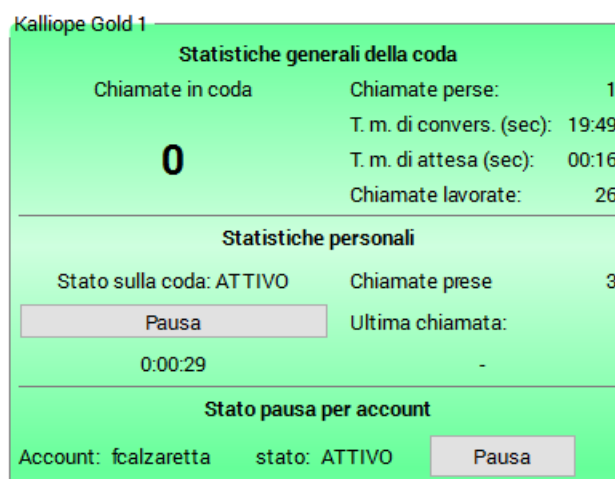 Kalliope Gold 1
Statistiche generali della coda
Chiamate in coda
0
Chiamate perse: 1
T. m. di convers. (sec): 19:49
T. m. di attesa (sec): 00:16
Chiamate lavorate: 26
Statistiche personali
Stato sulla coda: ATTIVO
Pausa
0:00:29
Chiamate prese 3
Ultima chiamata:
-
Stato pausa per account
Account: fcalzaretta stato: ATTIVO Pausa